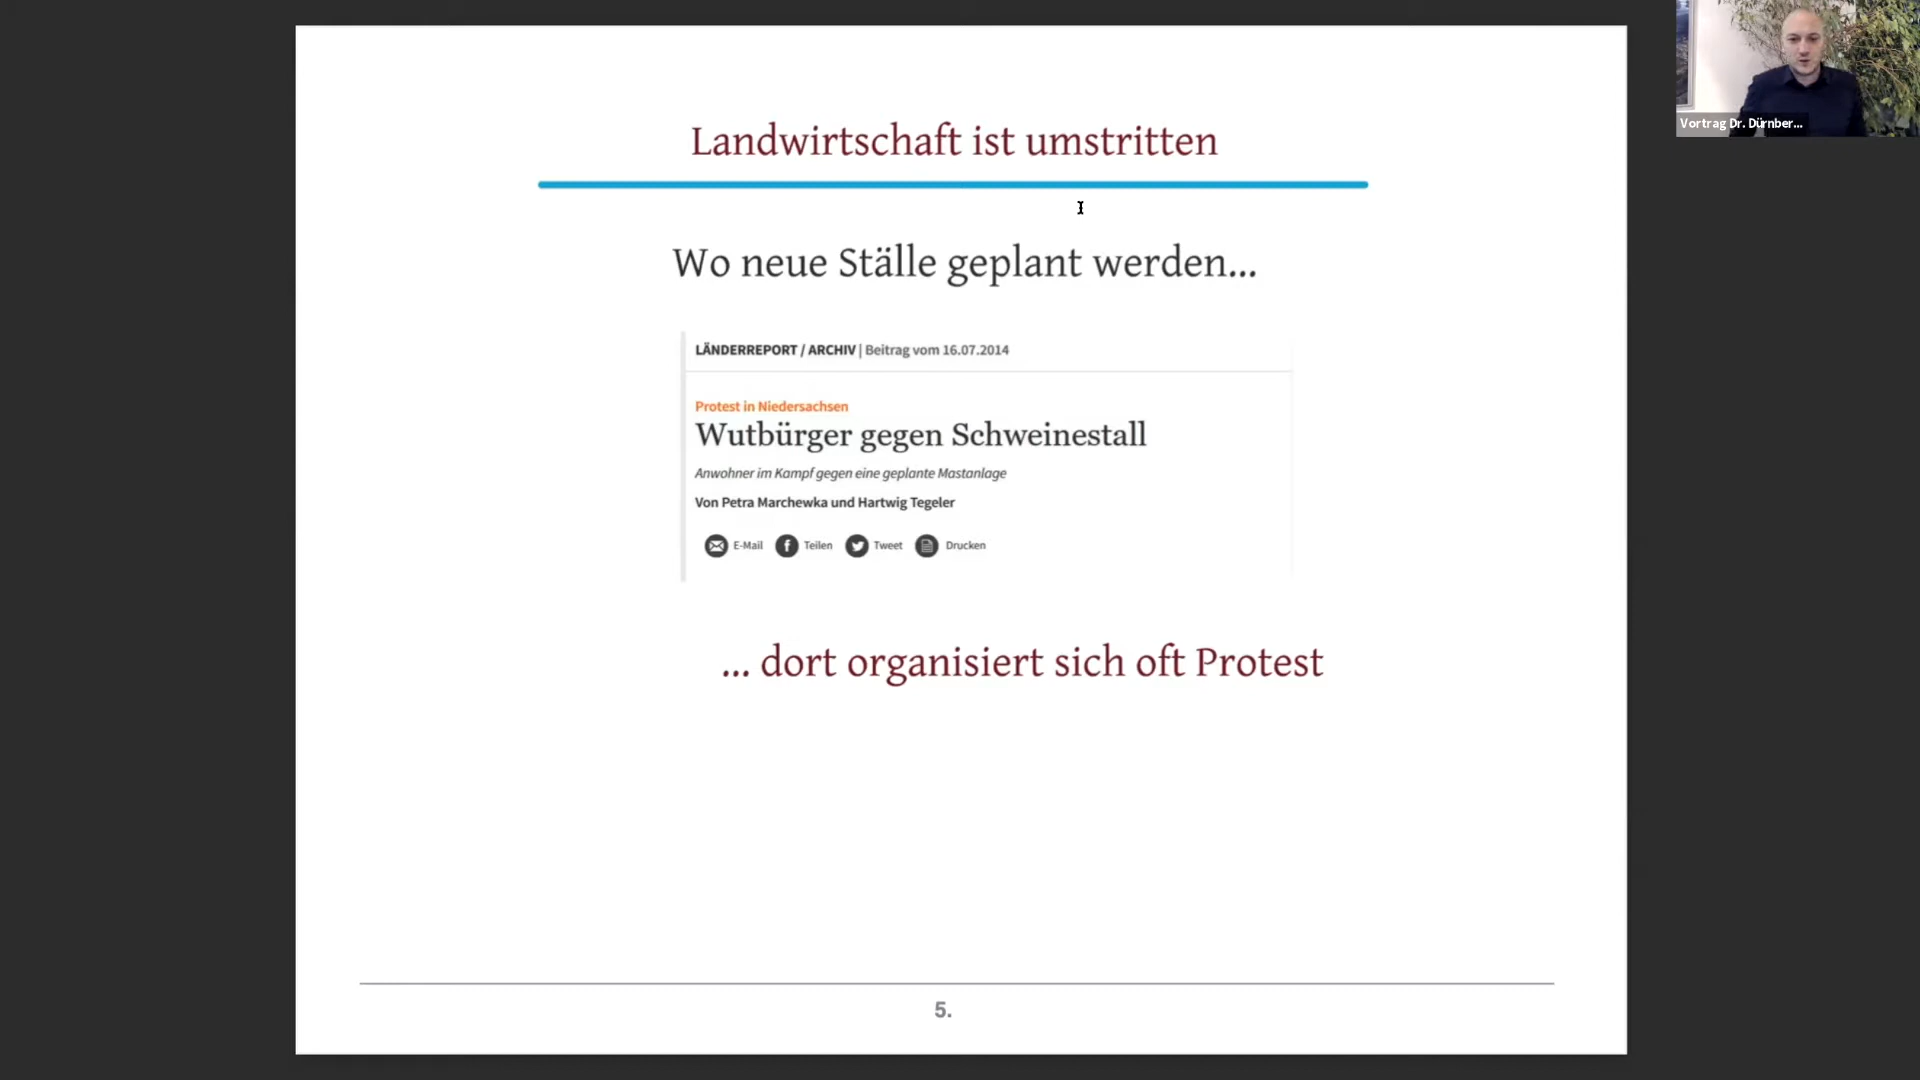 Landwirtschaft ist umstritten
Wo neue Ställe geplant werden...
LÄNDERREPORT / ARCHIV | Beitrag vom 16.07.2014
Protest in Niedersachsen
Wutbürger gegen Schweinestall
Anwohner im Kampf gegen eine geplante Mastanlage
Von Petra Marchewka und Hartwig Tegeler
E-Mail Teilen Tweet Drucken
... dort organisiert sich oft Protest
5.
Vortrag Dr. Dürnber...